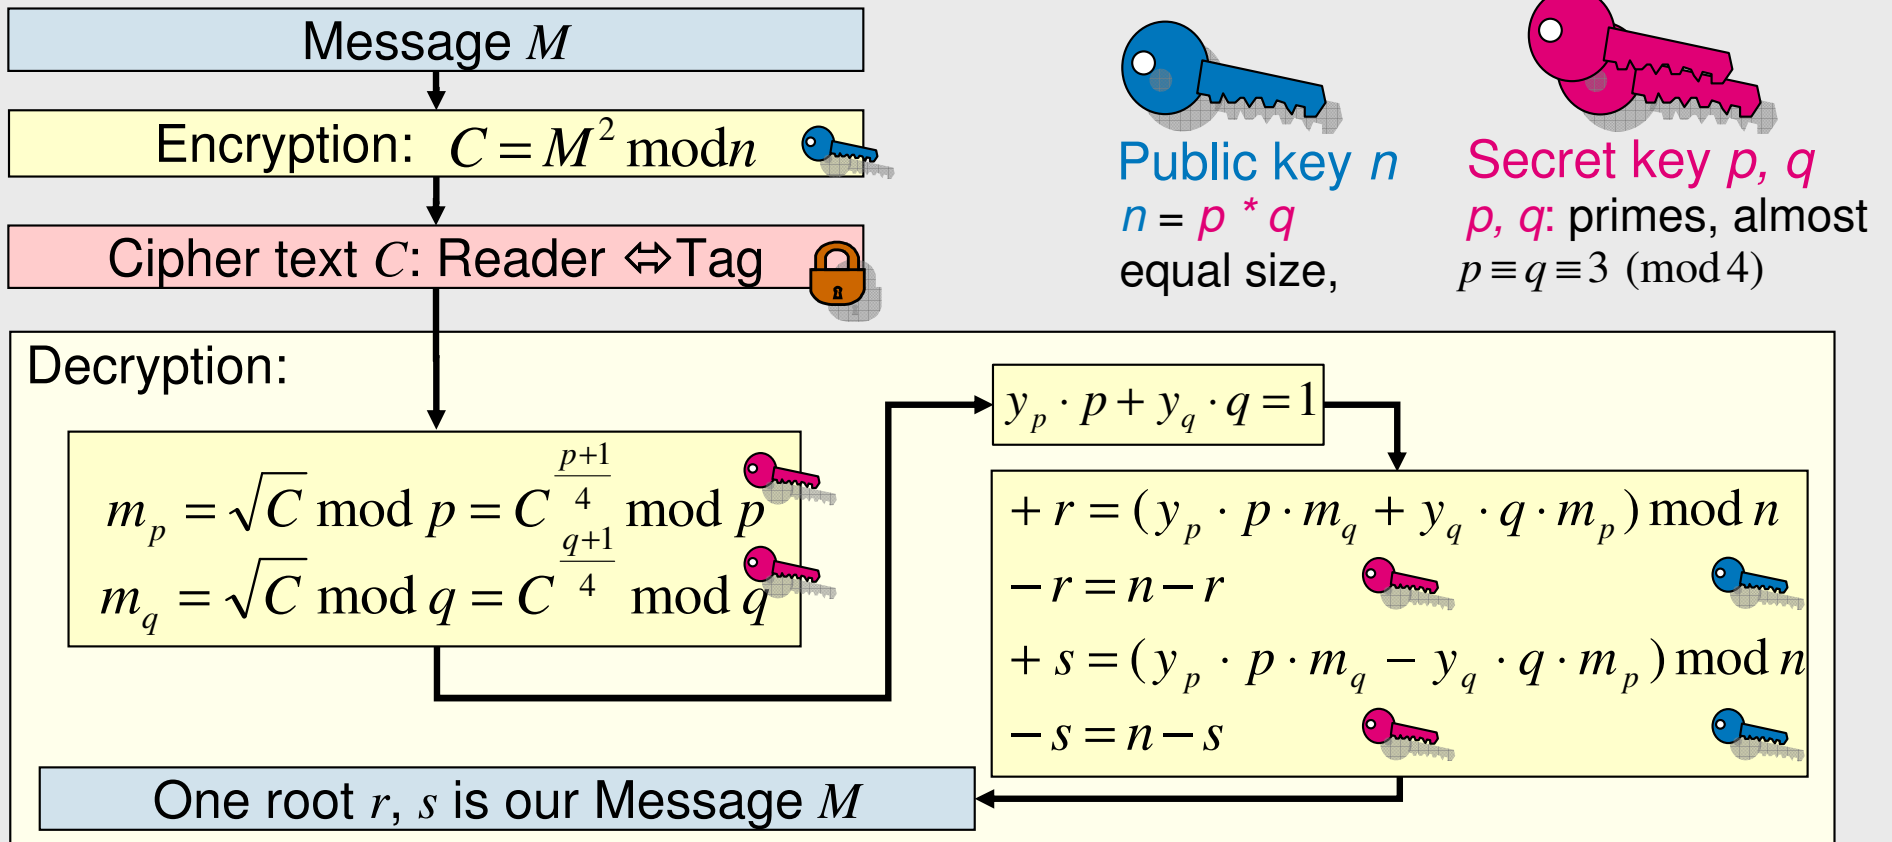 Message M
Encryption: C = M² mod n
Cipher text C: Reader ⇔ Tag
Public key n
n = p * q
equal size,
Secret key p, q
p, q: primes, almost
p ≡ q ≡ 3 (mod 4)
Decryption:
m_p = √C mod p = C^((p+1)/4) mod p
m_q = √C mod q = C^((q+1)/4) mod q
y_p · p + y_q · q = 1
+ r = (y_p · p · m_q + y_q · q · m_p) mod n
− r = n − r
+ s = (y_p · p · m_q − y_q · q · m_p) mod n
− s = n − s
One root r, s is our Message M